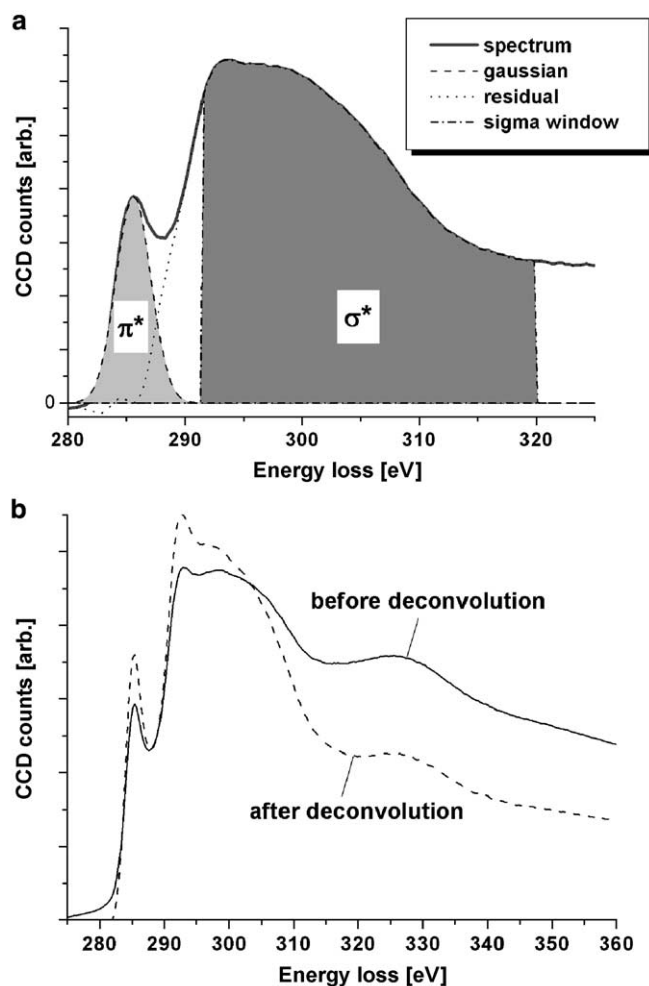 a
spectrum
gaussian
residual
sigma window
CCD counts [arb.]
π*
σ*
0
280 290 300 310 320
Energy loss [eV]
b
CCD counts [arb.]
before deconvolution
after deconvolution
280 290 300 310 320 330 340 350 360
Energy loss [eV]